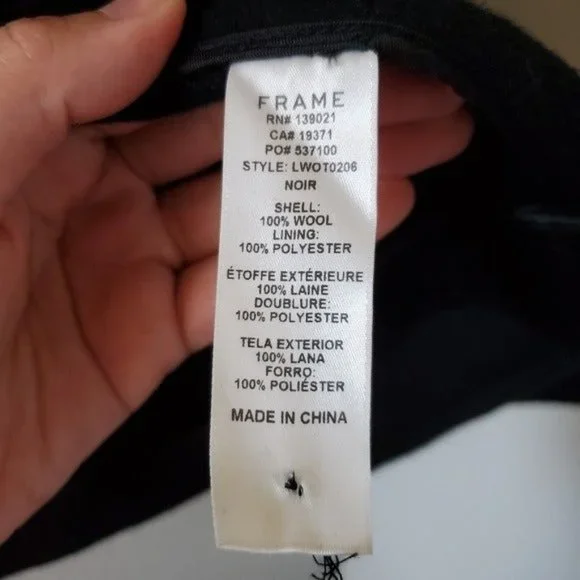 FRAME
RN# 139021
CA# 19371
PO# 537100
STYLE: LWOT0206
NOIR
SHELL:
100% WOOL
LINING:
100% POLYESTER
ÉTOFFE EXTÉRIEURE
100% LAINE
DOUBLURE:
100% POLYESTER
TELA EXTERIOR
100% LANA
FORRO:
100% POLIÉSTER
MADE IN CHINA